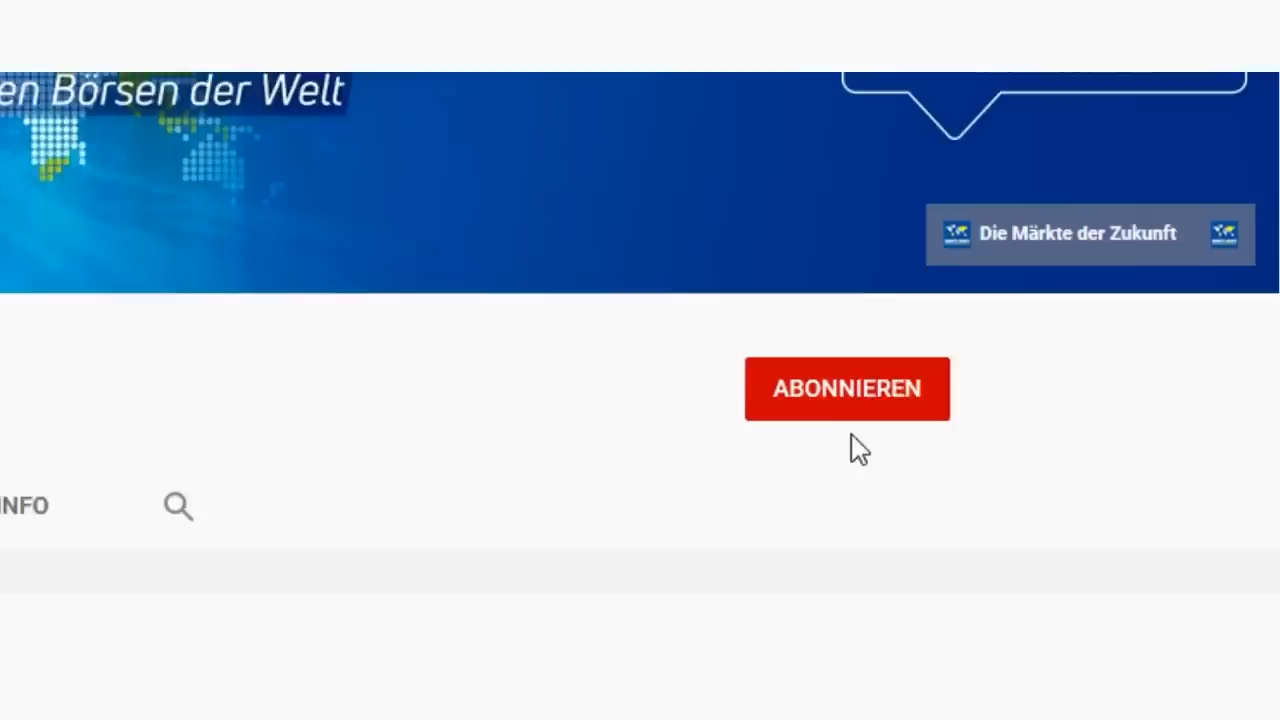 en Börsen der Welt
Die Märkte der Zukunft
ABONNIEREN
INFO